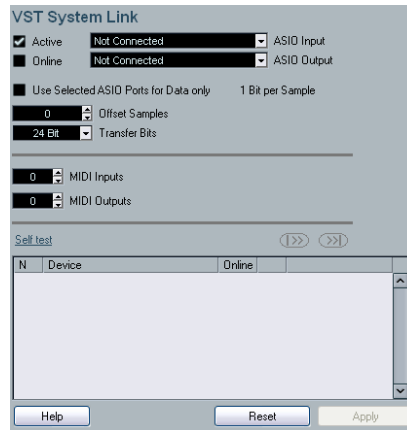 VST System Link
Active Not Connected ASIO Input
Online Not Connected ASIO Output
Use Selected ASIO Ports for Data only 1 Bit per Sample
0 Offset Samples
24 Bit Transfer Bits
0 MIDI Inputs
0 MIDI Outputs
Self test
N Device Online
Help Reset Apply